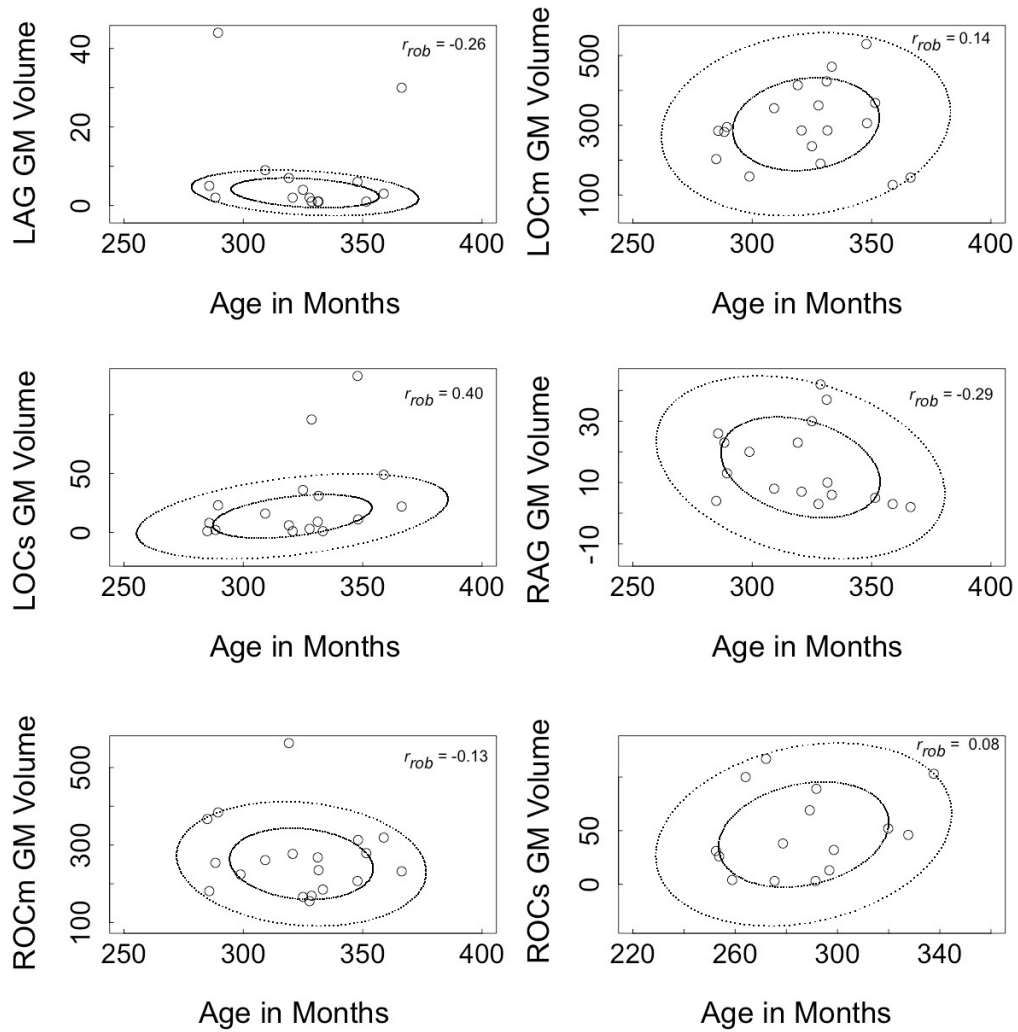 LAG GM Volume
40
20
0
r_rob = -0.26
250 300 350 400
Age in Months
LOCm GM Volume
500
300
100
r_rob = 0.14
250 300 350 400
Age in Months
LOCs GM Volume
50
0
r_rob = 0.40
250 300 350 400
Age in Months
RAG GM Volume
30
10
-10
r_rob = -0.29
250 300 350 400
Age in Months
ROCm GM Volume
500
300
100
r_rob = -0.13
250 300 350 400
Age in Months
ROCs GM Volume
50
0
r_rob = 0.08
220 260 300 340
Age in Months